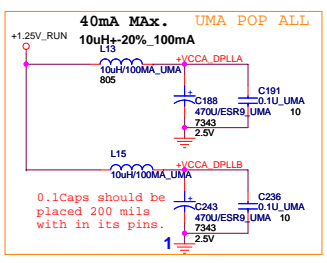 40mA MAx. UMA POP ALL
+1.25V_RUN
10uH+-20%_100mA
L13
10uH/100MA_UMA
805
+VCCA_DPLLA
C188
470U/ESR9_UMA
7343
2.5V
C191
0.1U_UMA
10
L15
10uH/100MA_UMA
+VCCA_DPLLB
C243
470U/ESR9_UMA
7343
2.5V
C236
0.1U_UMA
10
0.1Caps should be
placed 200 mils
with in its pins.
1